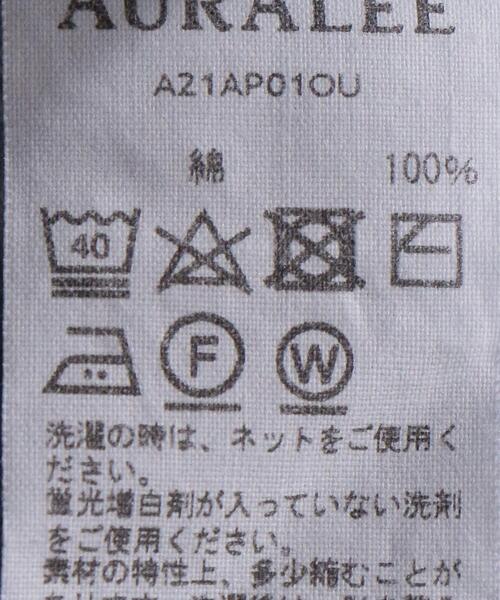 AURALEE
A21AP01OU
綿 100%
40
F W
洗濯の時は、ネットをご使用く
ださい。
蛍光増白剤が入っていない洗剤
をご使用ください。
素材の特性上、多少縮むことが